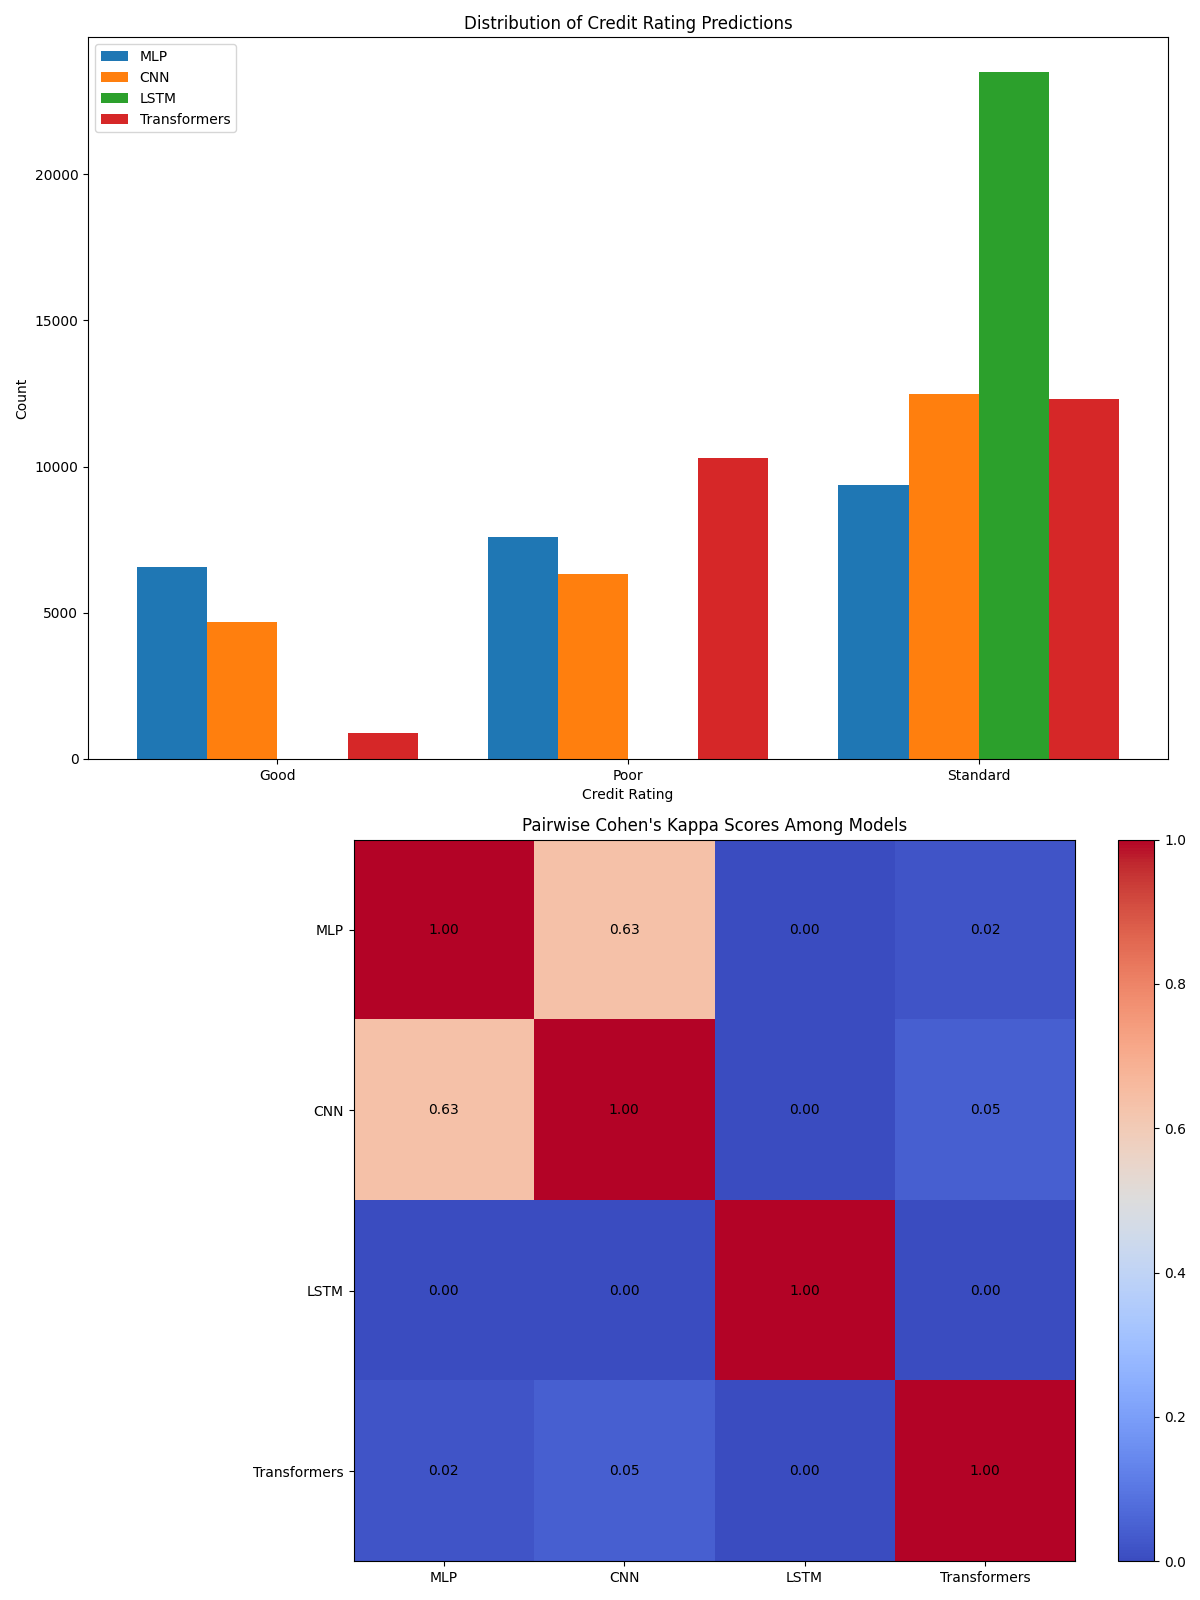 Distribution of Credit Rating Predictions
MLP
CNN
LSTM
Transformers
Count
20000
15000
10000
5000
0
Good Poor Standard
Credit Rating
Pairwise Cohen's Kappa Scores Among Models
MLP 1.00 0.63 0.00 0.02
CNN 0.63 1.00 0.00 0.05
LSTM 0.00 0.00 1.00 0.00
Transformers 0.02 0.05 0.00 1.00
MLP CNN LSTM Transformers
1.0
0.8
0.6
0.4
0.2
0.0